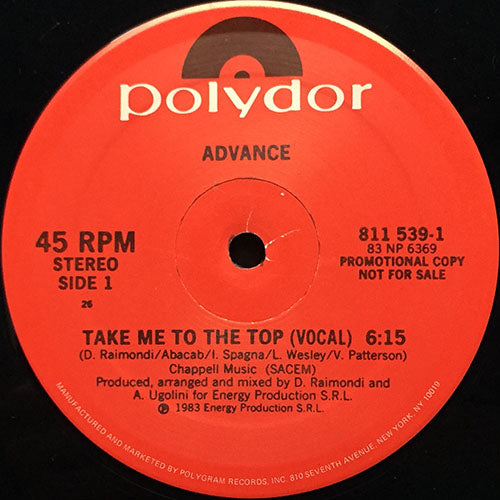 polydor
ADVANCE
45 RPM
STEREO
SIDE 1
26
811 539-1
83 NP 6369
PROMOTIONAL COPY
NOT FOR SALE
TAKE ME TO THE TOP (VOCAL) 6:15
(D. Raimondi/Abacab/I. Spagna/L. Wesley/V. Patterson)
Chappell Music (SACEM)
Produced, arranged and mixed by D. Raimondi and
A. Ugolini for Energy Production S.R.L.
℗ 1983 Energy Production S.R.L.
MANUFACTURED AND MARKETED BY POLYGRAM RECORDS, INC. 810 SEVENTH AVENUE, NEW YORK, NY 10019